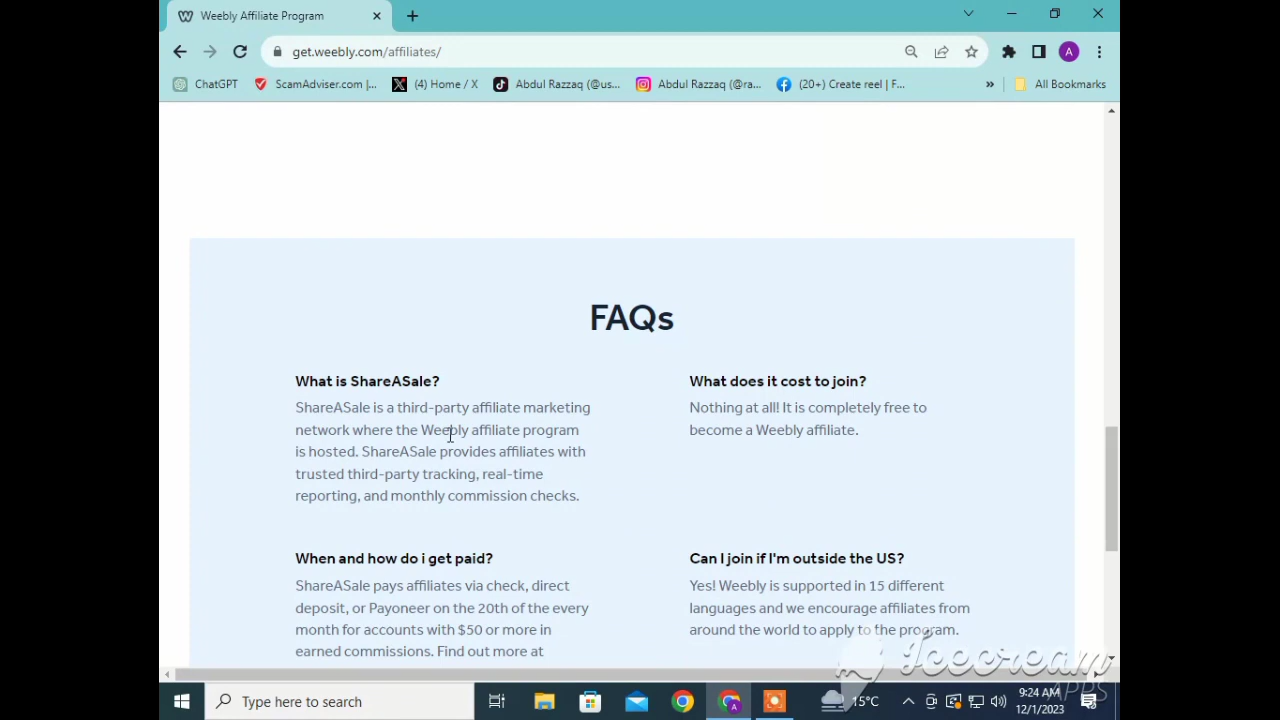 Weebly Affiliate Program
get.weebly.com/affiliates/
A
ChatGPT
ScamAdviser.com |...
(4) Home / X
Abdul Razzaq (@us...
Abdul Razzaq (@ra...
(20+) Create reel | F...
»
All Bookmarks
FAQs
What is ShareASale?
ShareASale is a third-party affiliate marketing
network where the Weebly affiliate program
is hosted. ShareASale provides affiliates with
trusted third-party tracking, real-time
reporting, and monthly commission checks.
What does it cost to join?
Nothing at all! It is completely free to
become a Weebly affiliate.
When and how do i get paid?
ShareASale pays affiliates via check, direct
deposit, or Payoneer on the 20th of the every
month for accounts with $50 or more in
earned commissions. Find out more at
Can I join if I'm outside the US?
Yes! Weebly is supported in 15 different
languages and we encourage affiliates from
around the world to apply to the program.
Icecream
APPS
Type here to search
A
15°C
9:24 AM
12/1/2023